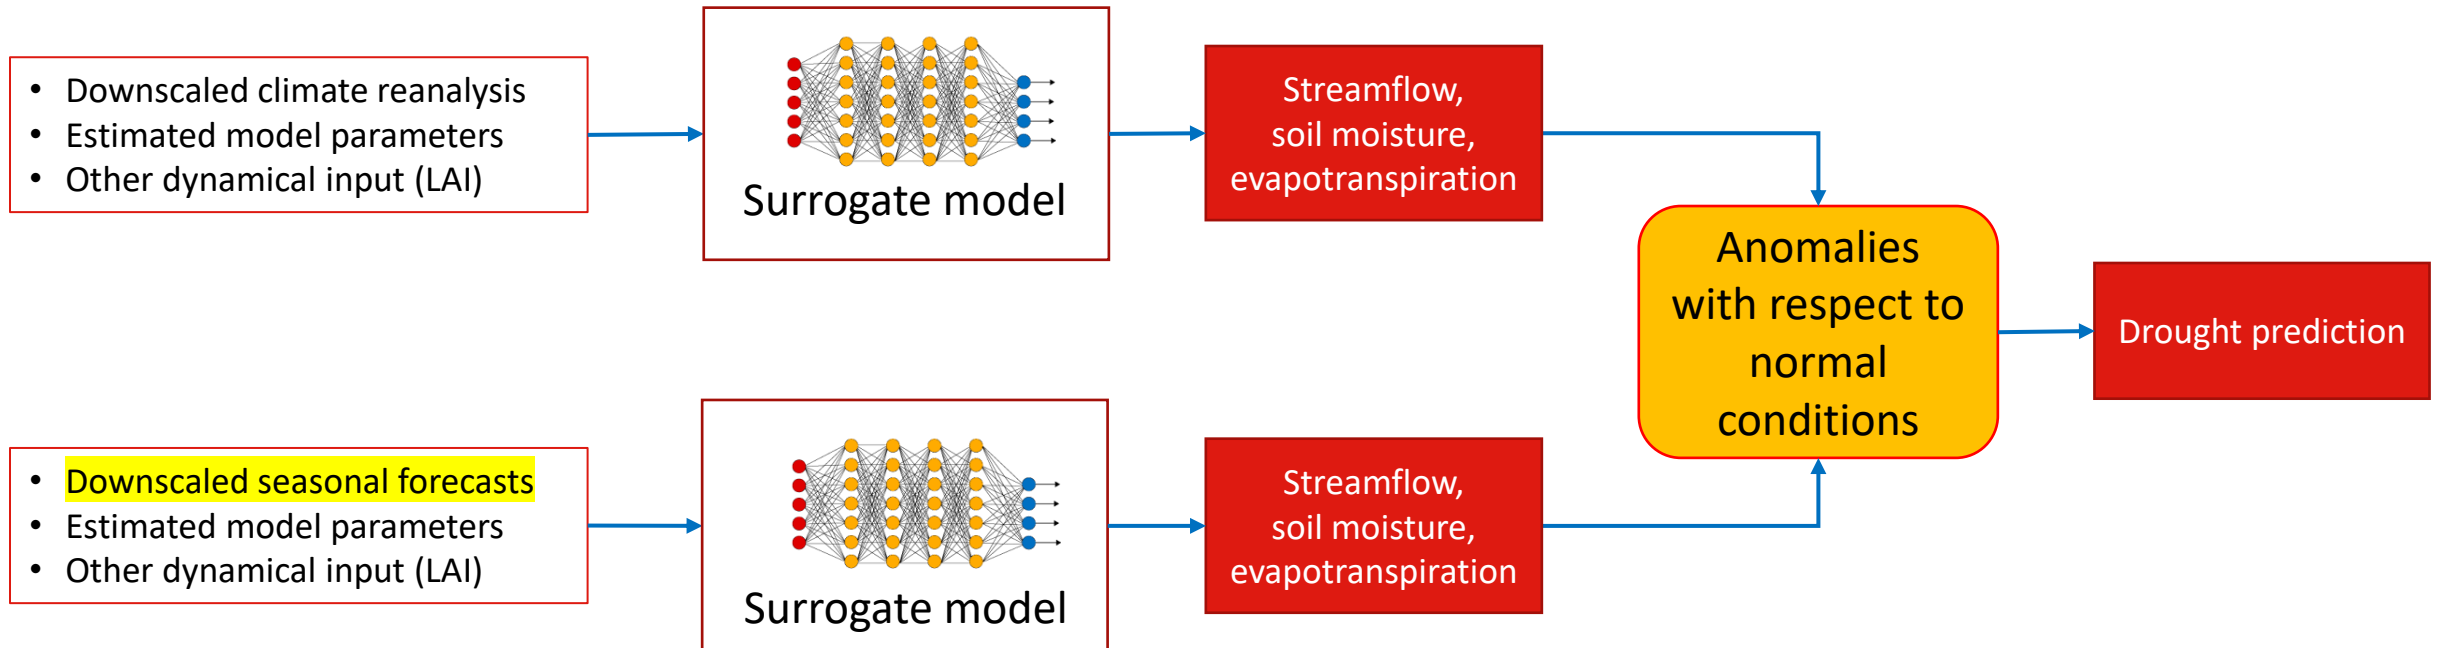 • Downscaled climate reanalysis
• Estimated model parameters
• Other dynamical input (LAI)
Surrogate model
Streamflow,
soil moisture,
evapotranspiration
Anomalies
with respect to
normal
conditions
Drought prediction
• Downscaled seasonal forecasts
• Estimated model parameters
• Other dynamical input (LAI)
Surrogate model
Streamflow,
soil moisture,
evapotranspiration